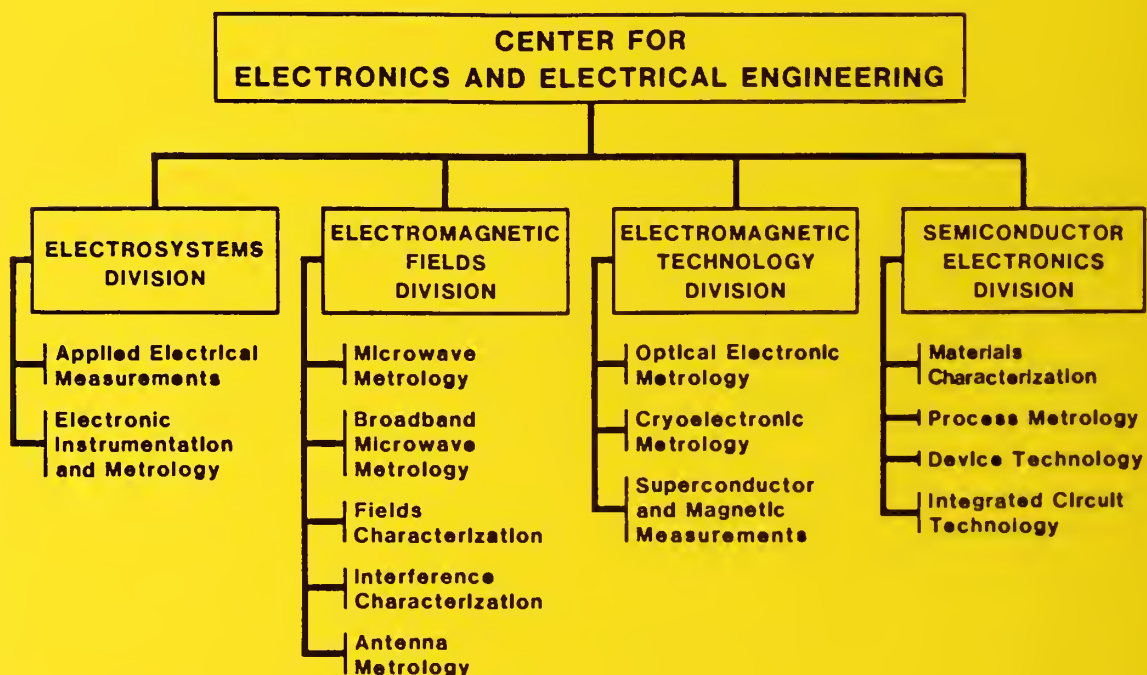 CENTER FOR
ELECTRONICS AND ELECTRICAL ENGINEERING
ELECTROSYSTEMS
DIVISION
Applied Electrical
Measurements
Electronic
Instrumentation
and Metrology
ELECTROMAGNETIC
FIELDS
DIVISION
Microwave
Metrology
Broadband
Microwave
Metrology
Fields
Characterization
Interference
Characterization
Antenna
Metrology
ELECTROMAGNETIC
TECHNOLOGY
DIVISION
Optical Electronic
Metrology
Cryoelectronic
Metrology
Superconductor
and Magnetic
Measurements
SEMICONDUCTOR
ELECTRONICS
DIVISION
Materials
Characterization
Process Metrology
Device Technology
Integrated Circuit
Technology